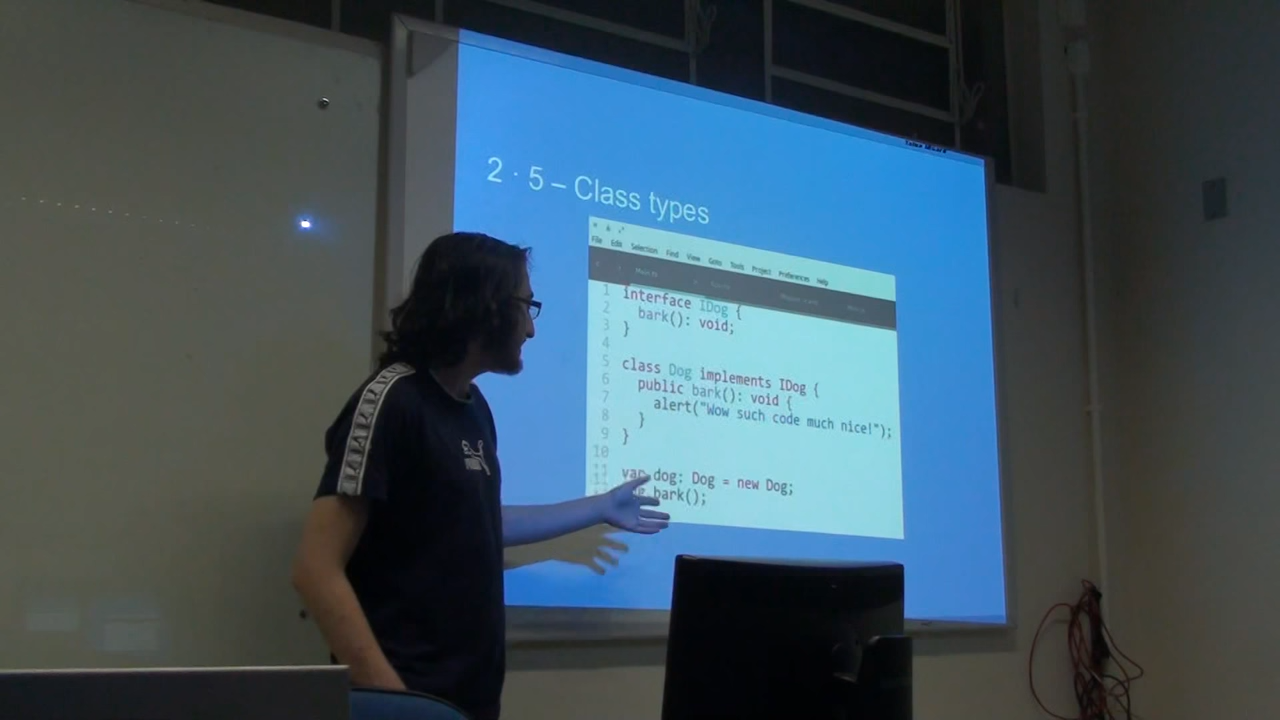 2 · 5 – Class types
File Edit Selection Find View Goto Tools Project Preferences Help
1 interface IDog {
2 bark(): void;
3 }
4
5 class Dog implements IDog {
6 public bark(): void {
7 alert("Wow such code much nice!");
8 }
9 }
10
11 var dog: Dog = new Dog;
bark();